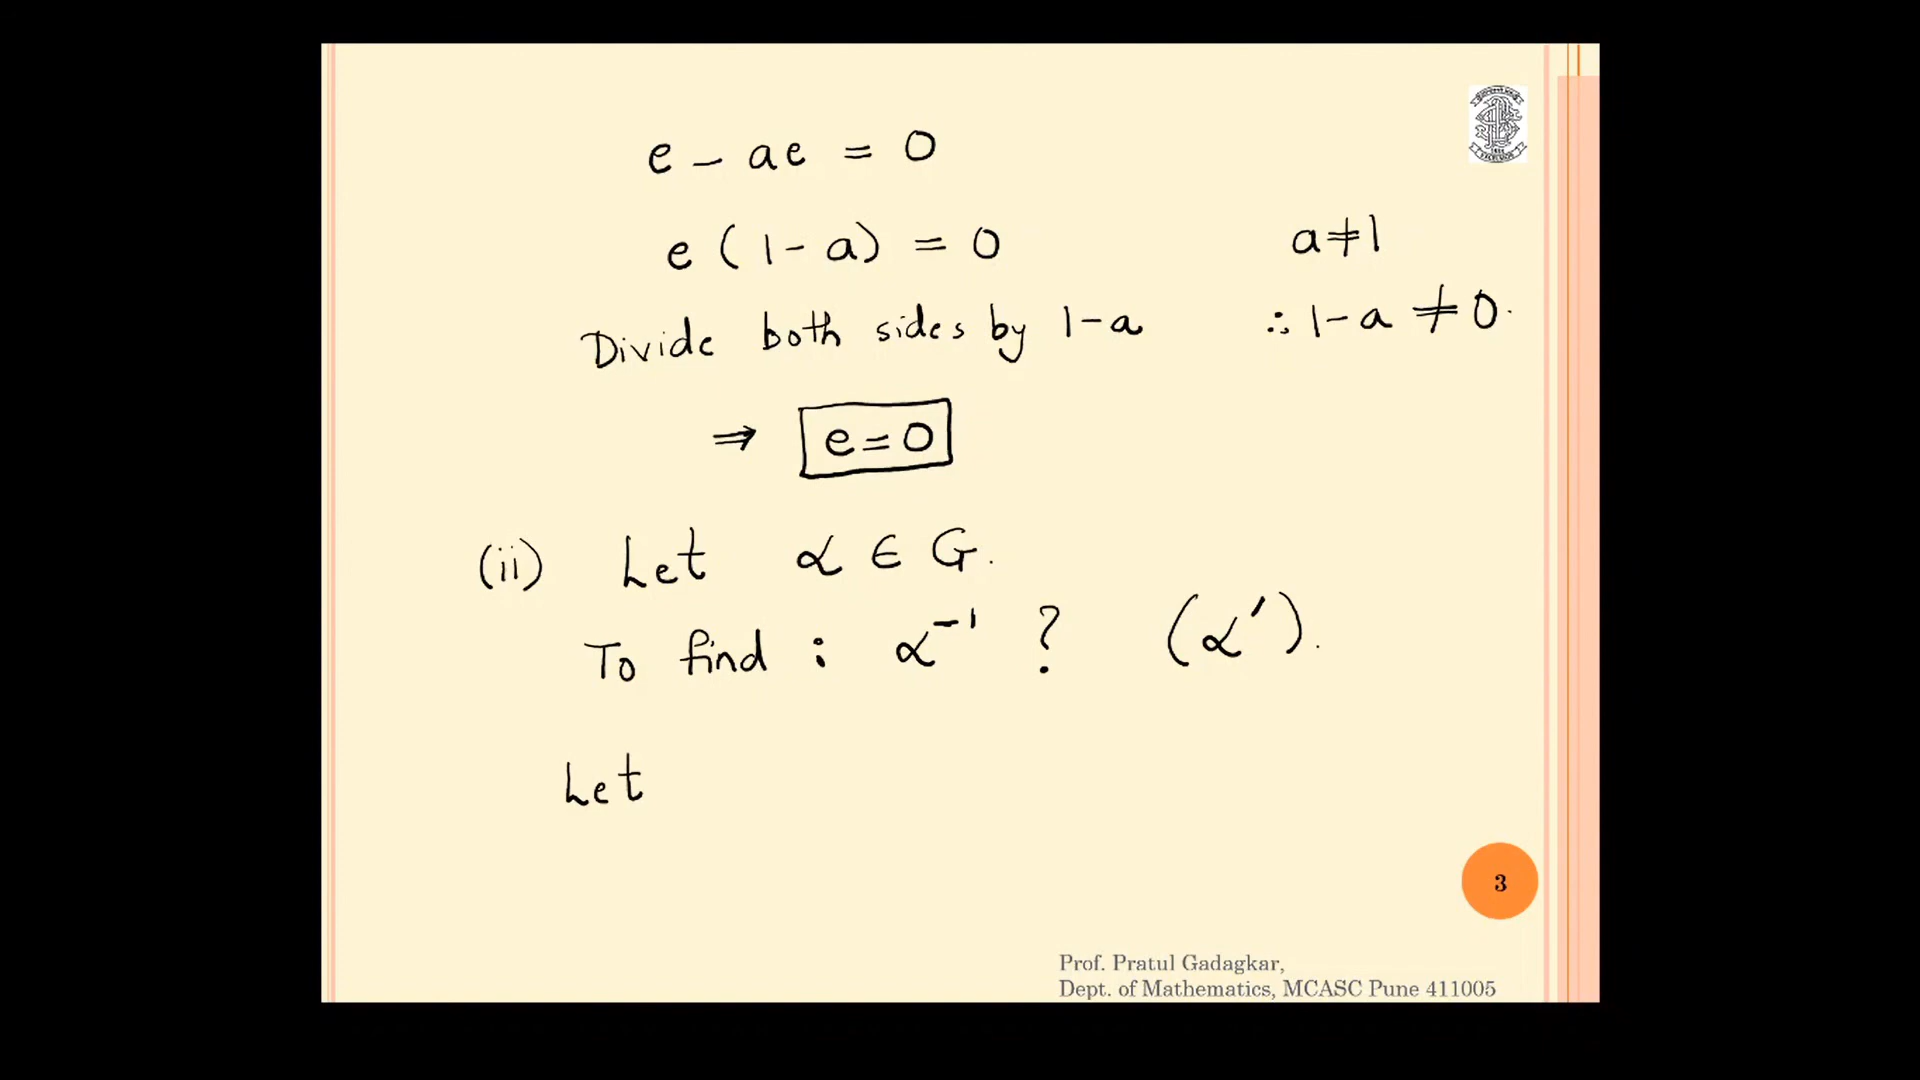 e - ae = 0
e (1 - a) = 0 a ≠ 1
Divide both sides by 1 - a ∴ 1 - a ≠ 0.
⇒ e = 0
(ii) Let α ∈ G.
To find : α⁻¹ ? (α′).
Let
3
Prof. Pratul Gadagkar,
Dept. of Mathematics, MCASC Pune 411005